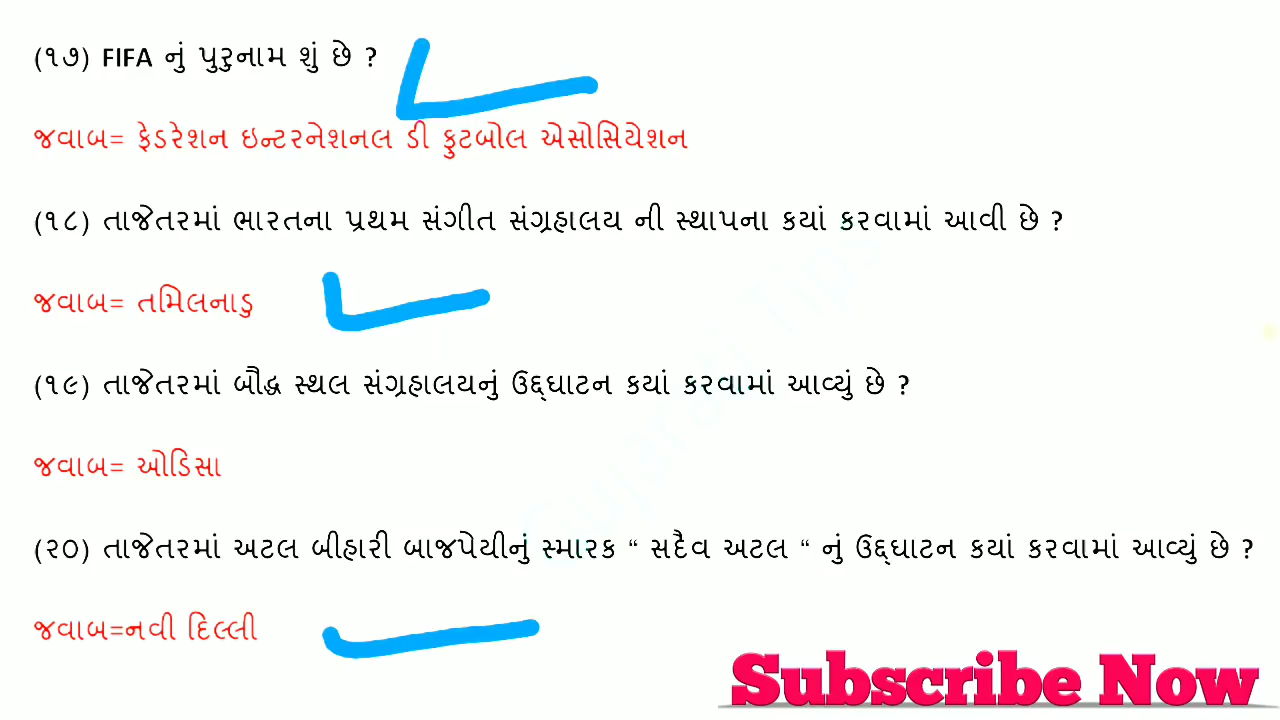 (૧૭) FIFA નું પુરુનામ શું છે ?
જવાબ= ફેડરેશન ઇન્ટરનેશનલ ડી ફુટબોલ એસોસિયેશન
(૧૮) તાજેતરમાં ભારતના પ્રથમ સંગીત સંગ્રહાલય ની સ્થાપના કયાં કરવામાં આવી છે ?
જવાબ= તમિલનાડુ
(૧૯) તાજેતરમાં બૌદ્ધ સ્થલ સંગ્રહાલયનું ઉદ્દઘાટન કયાં કરવામાં આવ્યું છે ?
જવાબ= ઓડિસા
(૨૦) તાજેતરમાં અટલ બીહારી બાજપેયીનું સ્મારક “ સદૈવ અટલ “ નું ઉદ્દઘાટન કયાં કરવામાં આવ્યું છે ?
જવાબ=નવી દિલ્લી
Subscribe Now